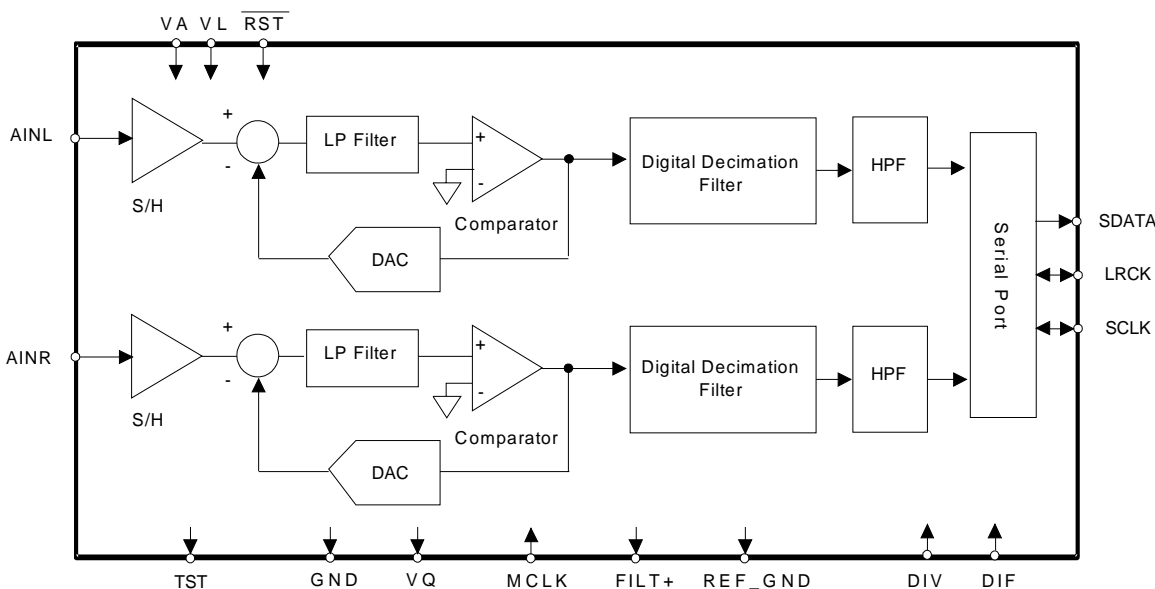 VA VL RST
+
AINL
LP Filter
+
Digital Decimation
Filter
HPF
-
-
S/H
Comparator
DAC
Serial Port
SDATA
LRCK
SCLK
+
AINR
LP Filter
+
Digital Decimation
Filter
HPF
-
-
S/H
Comparator
DAC
TST GND VQ MCLK FILT+ REF_GND DIV DIF